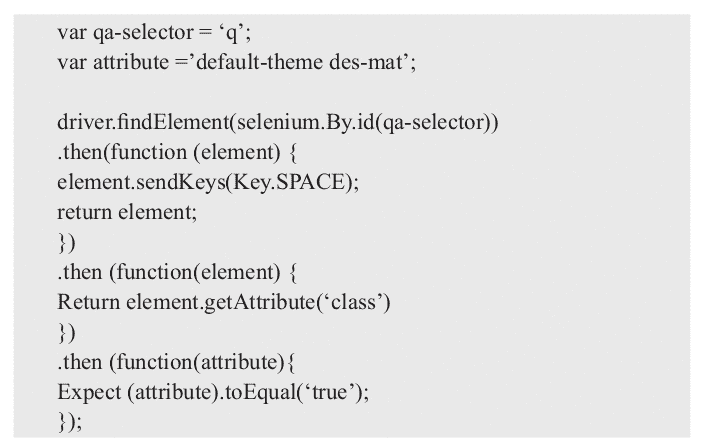 var qa-selector = ‘q’;
var attribute =’default-theme des-mat’;
driver.findElement(selenium.By.id(qa-selector))
.then(function (element) {
element.sendKeys(Key.SPACE);
return element;
})
.then (function(element) {
Return element.getAttribute(‘class’)
})
.then (function(attribute){
Expect (attribute).toEqual(‘true’);
});